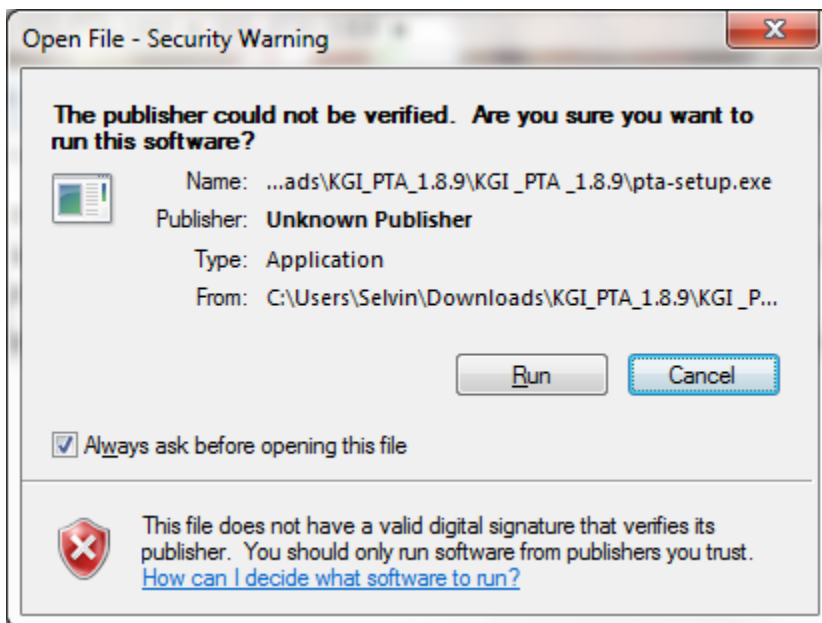 Open File - Security Warning
The publisher could not be verified.  Are you sure you want to
run this software?
Name: ...ads\KGI_PTA_1.8.9\KGI _PTA _1.8.9\pta-setup.exe
Publisher: Unknown Publisher
Type: Application
From: C:\Users\Selvin\Downloads\KGI_PTA_1.8.9\KGI _P...
Run Cancel
Always ask before opening this file
This file does not have a valid digital signature that verifies its
publisher.  You should only run software from publishers you trust.
How can I decide what software to run?